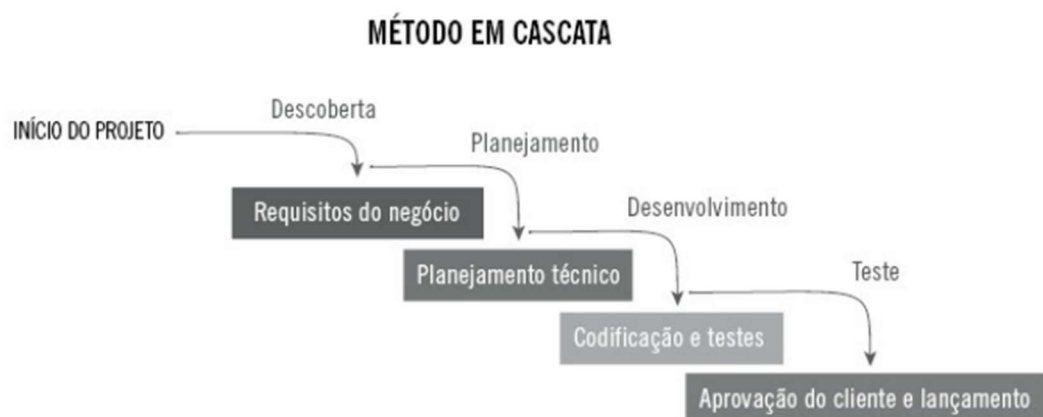 MÉTODO EM CASCATA
INÍCIO DO PROJETO
Descoberta
Requisitos do negócio
Planejamento
Planejamento técnico
Desenvolvimento
Codificação e testes
Teste
Aprovação do cliente e lançamento